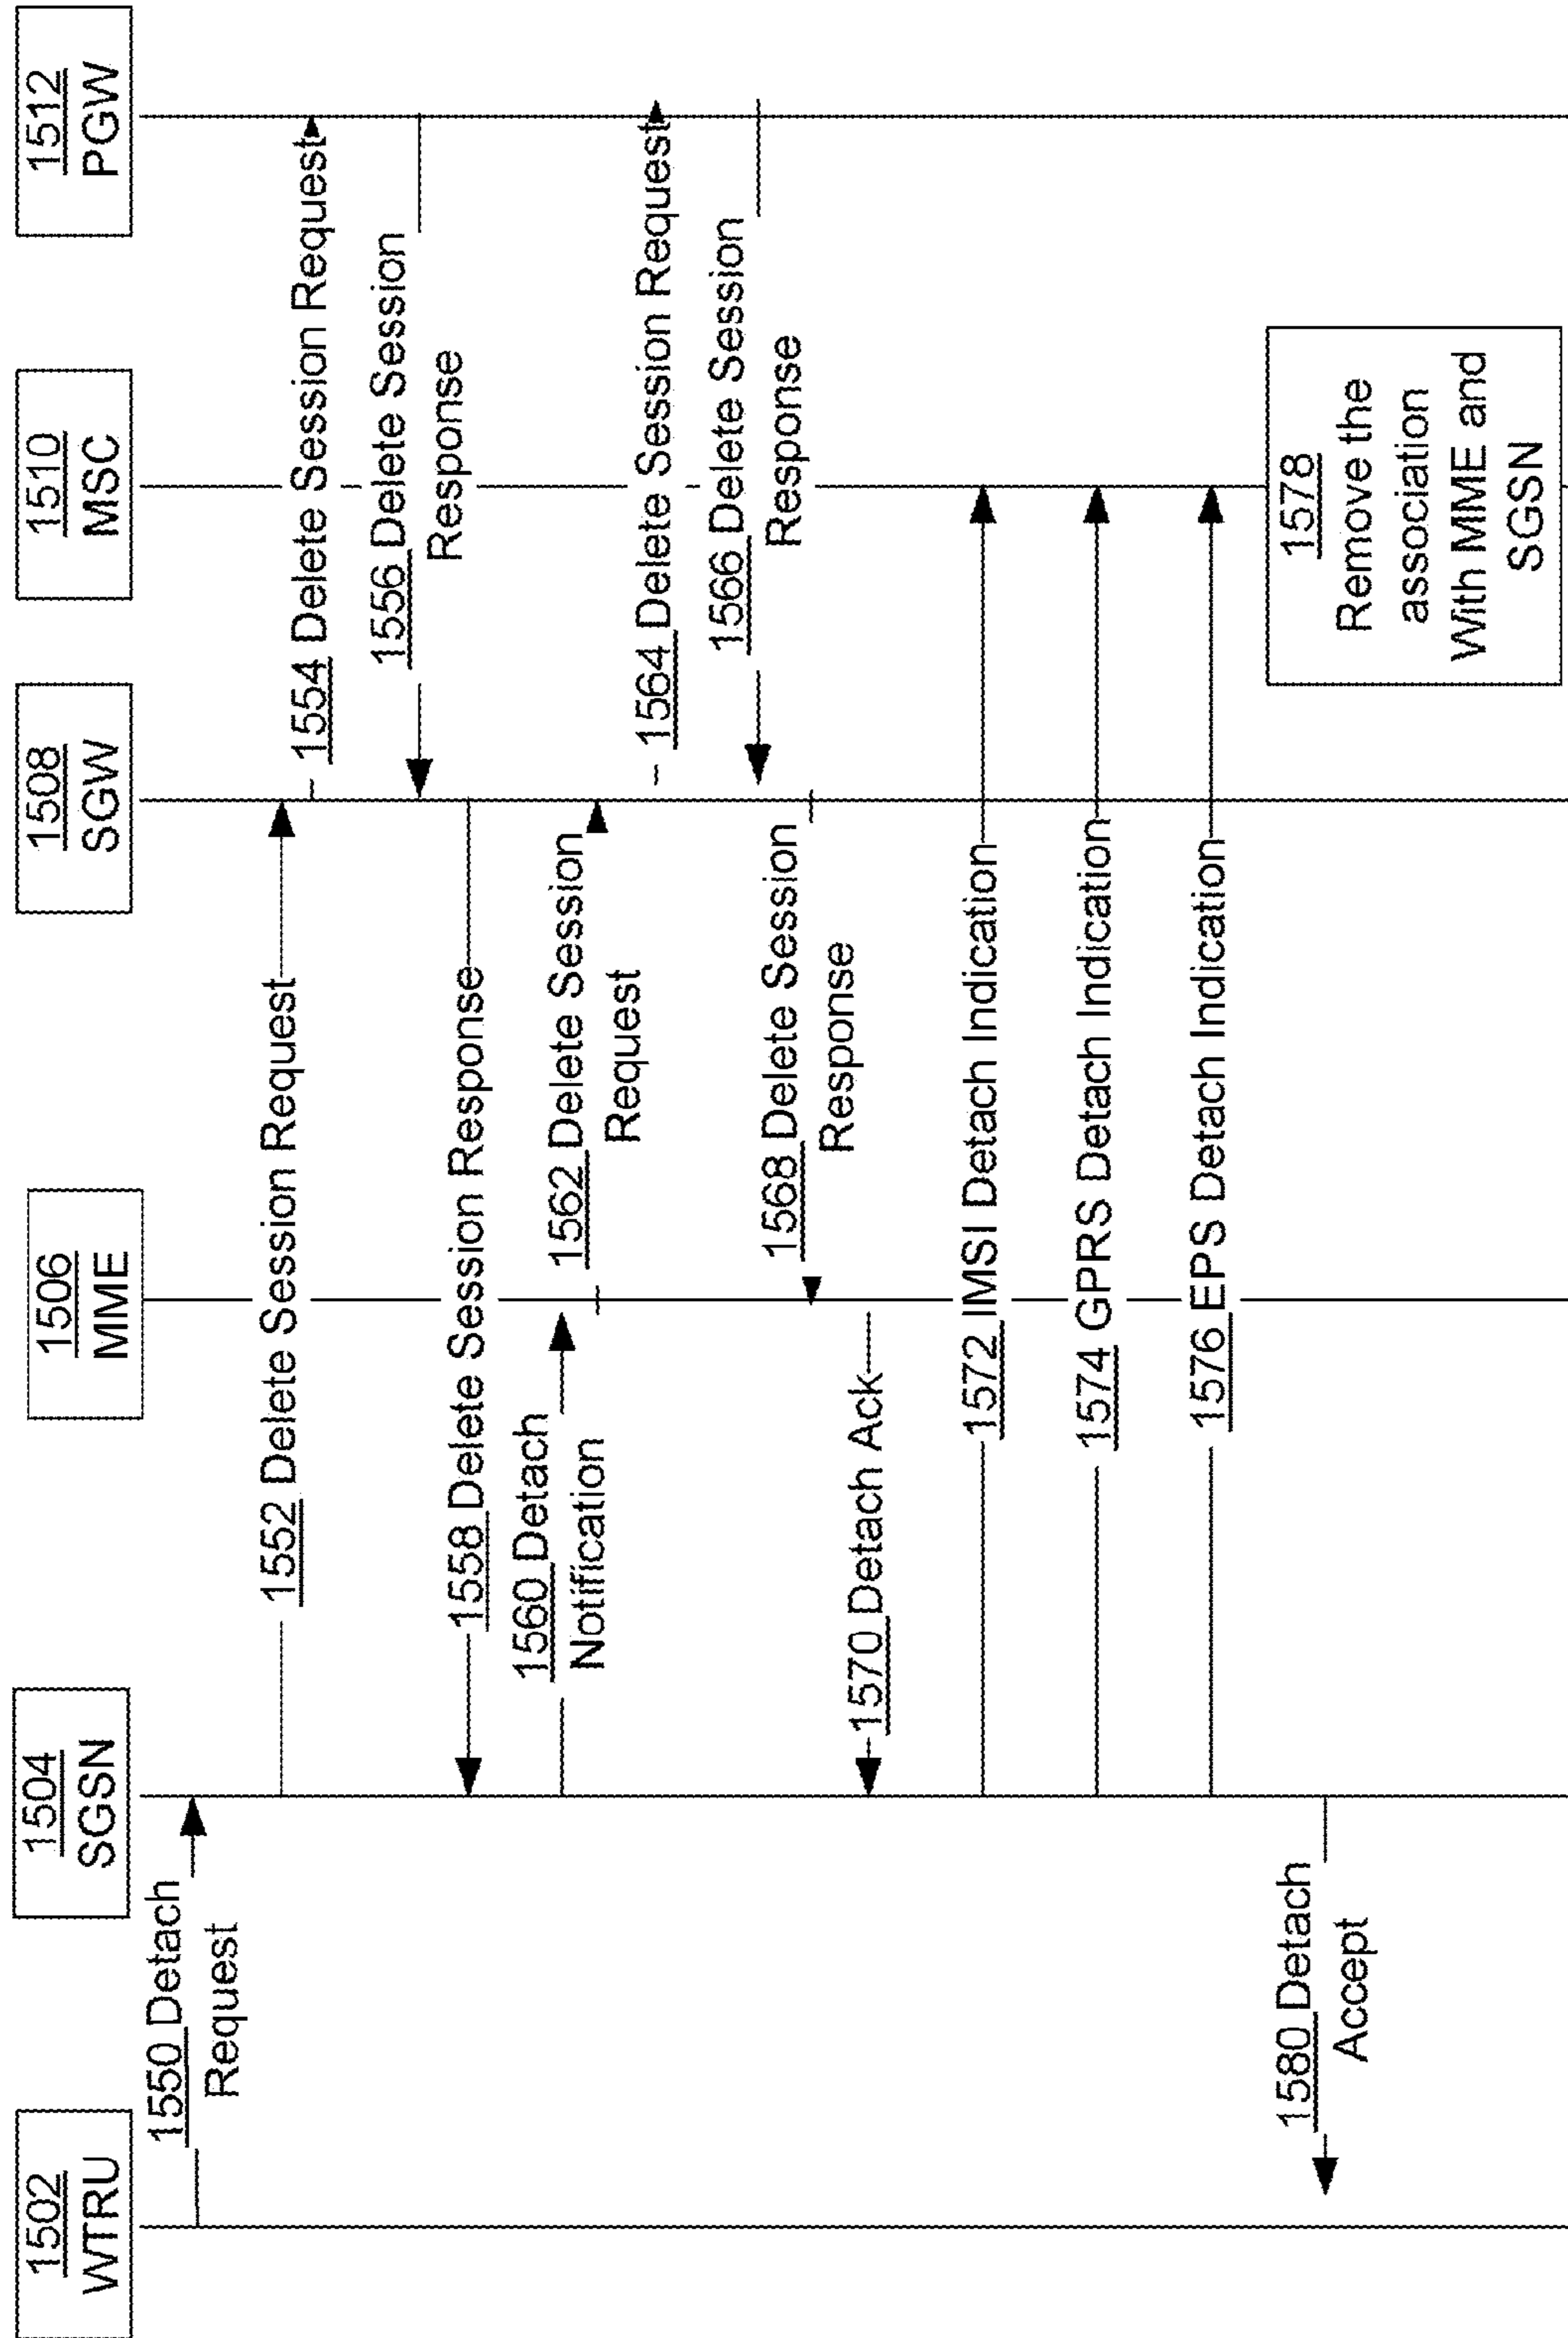 1502
WTRU
1504
SGSN
1506
MME
1508
SGW
1510
MSC
1512
PGW
1550 Detach
Request
1552 Delete Session Request
1554 Delete Session Request
1556 Delete Session
Response
1558 Delete Session Response
1560 Detach
Notification
1562 Delete Session
Request
1564 Delete Session Request
1566 Delete Session
Response
1568 Delete Session
Response
1570 Detach Ack
1572 IMSI Detach Indication
1574 GPRS Detach Indication
1576 EPS Detach Indication
1578
Remove the
association
With MME and
SGSN
1580 Detach
Accept